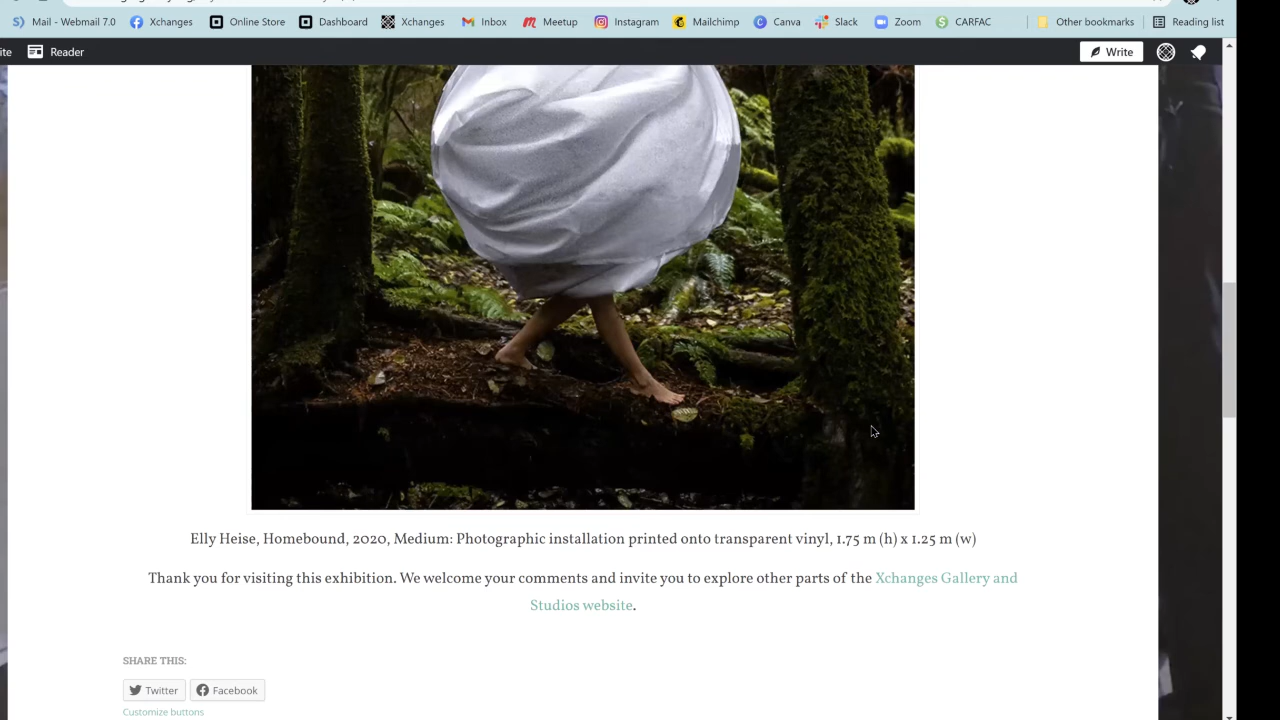 Mail - Webmail 7.0 Xchanges Online Store Dashboard Xchanges Inbox Meetup Instagram Mailchimp Canva Slack Zoom CARFAC Other bookmarks Reading list
ite Reader Write
Elly Heise, Homebound, 2020, Medium: Photographic installation printed onto transparent vinyl, 1.75 m (h) x 1.25 m (w)
Thank you for visiting this exhibition. We welcome your comments and invite you to explore other parts of the Xchanges Gallery and
Studios website.
SHARE THIS:
Twitter Facebook
Customize buttons